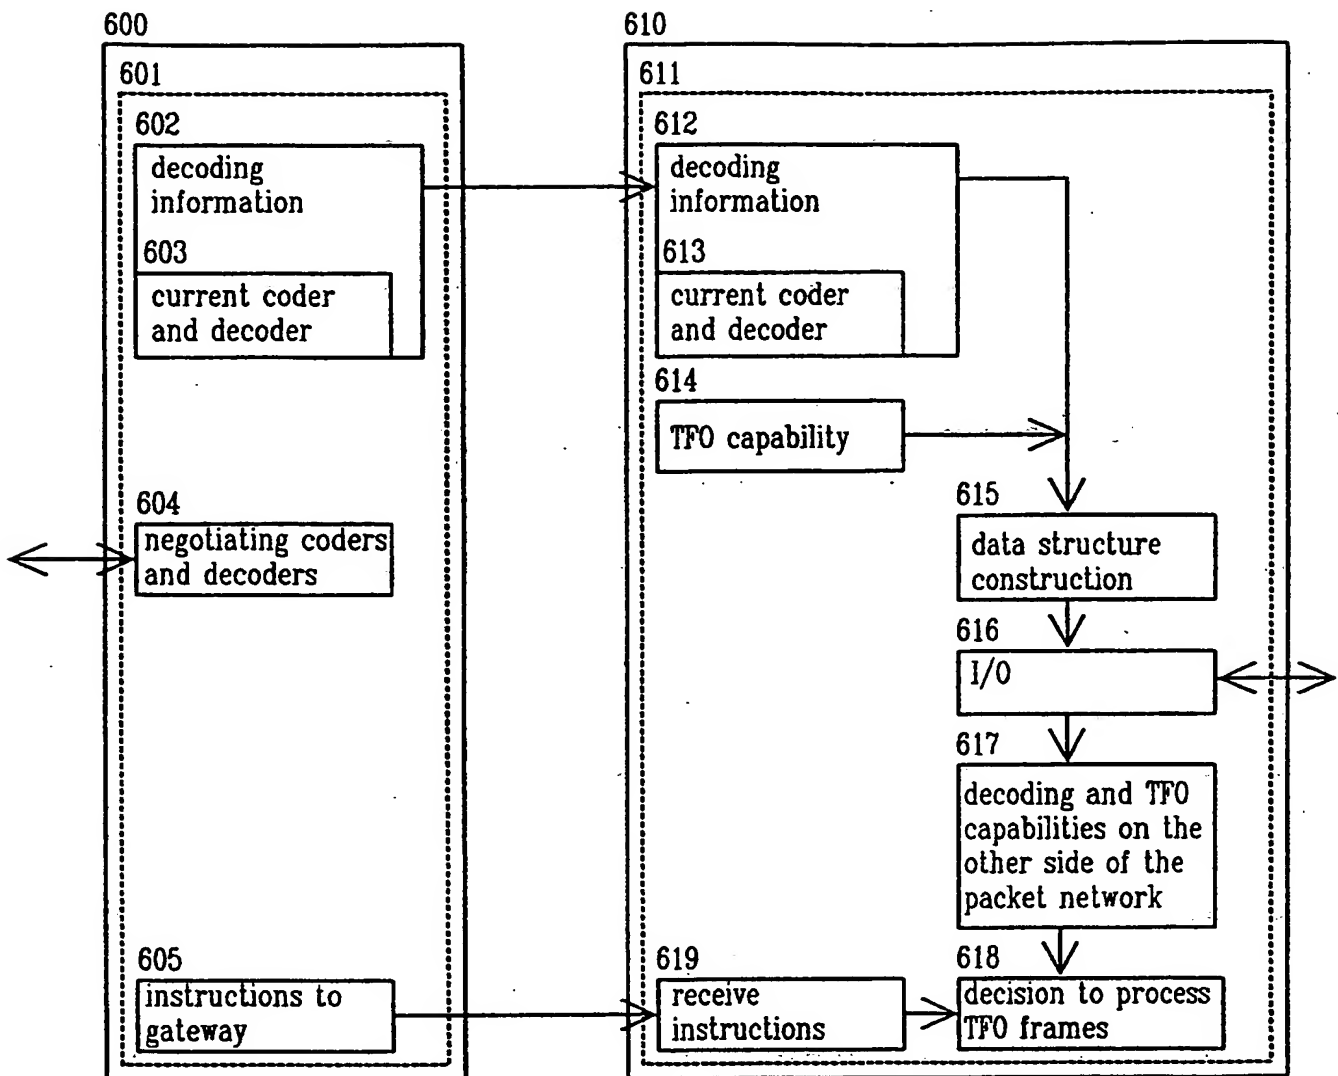 600
601
602
decoding
information
603
current coder
and decoder
604
negotiating coders
and decoders
605
instructions to
gateway
610
611
612
decoding
information
613
current coder
and decoder
614
TFO capability
615
data structure
construction
616
I/O
617
decoding and TFO
capabilities on the
other side of the
packet network
619
receive
instructions
618
decision to process
TFO frames